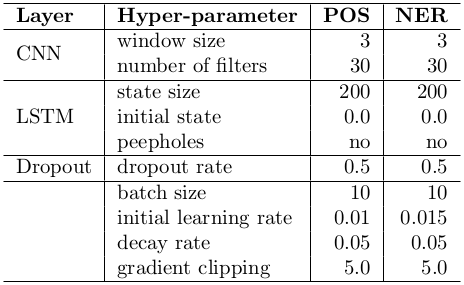 Layer Hyper-parameter POS NER
CNN window size 3 3
number of filters 30 30
LSTM state size 200 200
initial state 0.0 0.0
peepholes no no
Dropout dropout rate 0.5 0.5
batch size 10 10
initial learning rate 0.01 0.015
decay rate 0.05 0.05
gradient clipping 5.0 5.0